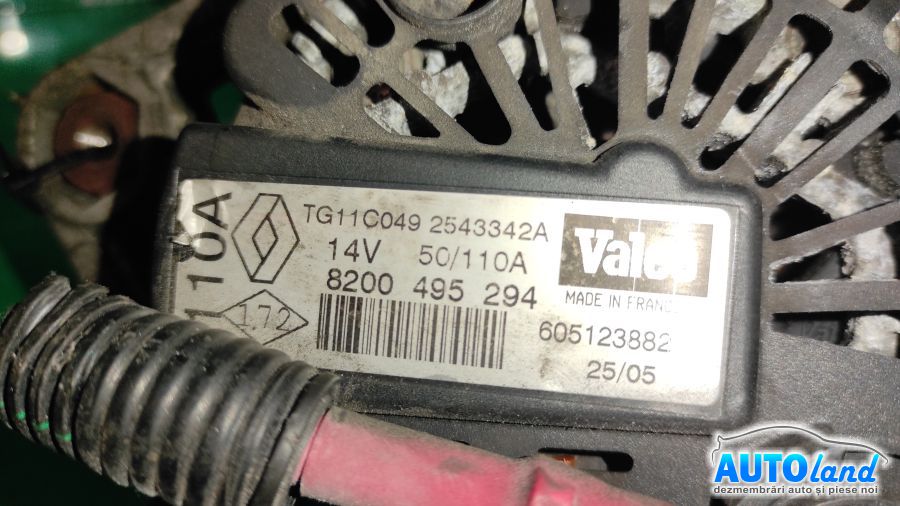 110A
TG11C049 2543342A
14V 50/110A
8200 495 294
172
Valeo
MADE IN FRANCE
605123882
25/05
AUTOland
dezmembrări auto și piese noi